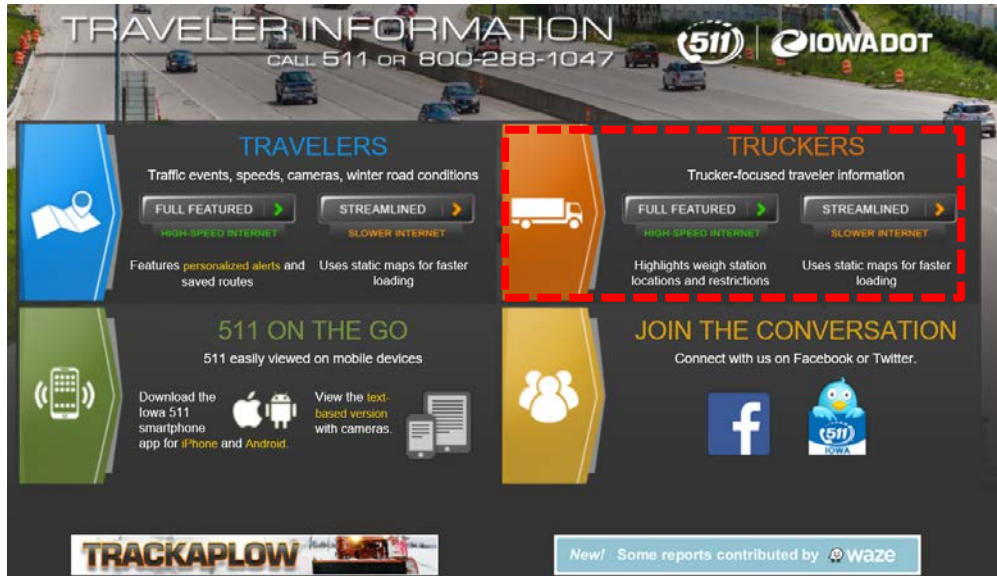 TRAVELER INFORMATION
CALL 511 OR 800-288-1047
511
IOWADOT
TRAVELERS
Traffic events, speeds, cameras, winter road conditions
FULL FEATURED
HIGH-SPEED INTERNET
Features personalized alerts and
saved routes
STREAMLINED
SLOWER INTERNET
Uses static maps for faster
loading
TRUCKERS
Trucker-focused traveler information
FULL FEATURED
HIGH-SPEED INTERNET
Highlights weigh station
locations and restrictions
STREAMLINED
SLOWER INTERNET
Uses static maps for faster
loading
511 ON THE GO
511 easily viewed on mobile devices
Download the
Iowa 511
smartphone
app for iPhone and Android.
View the text-
based version
with cameras.
JOIN THE CONVERSATION
Connect with us on Facebook or Twitter.
f
511
IOWA
TRACKAPLOW
New! Some reports contributed by waze